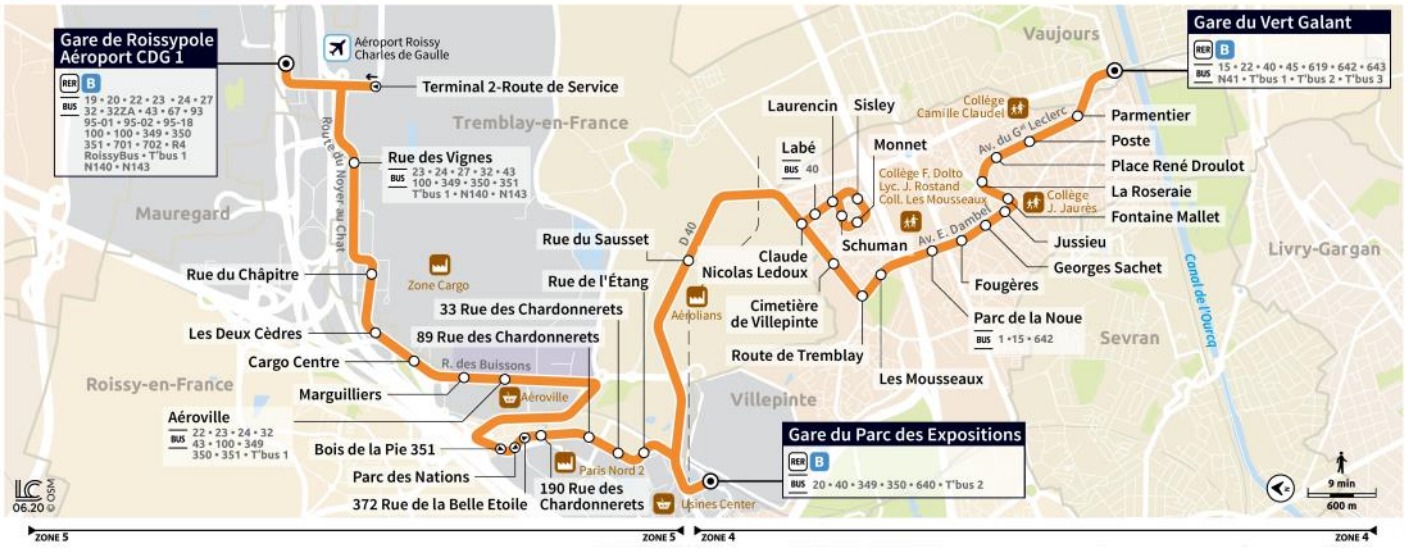 Gare de Roissypole
Aéroport CDG 1
RER B
BUS 19 • 20 • 22 • 23 • 24 • 27
32 • 32ZA • 43 • 67 • 93
95-01 • 95-02 • 95-18
100 • 100 • 349 • 350
351 • 701 • 702 • R4
RoissyBus • T'bus 1
N140 • N143
Aéroport Roissy
Charles de Gaulle
Terminal 2-Route de Service
Tremblay-en-France
Mauregard
Route du Noyer au Chat
Rue des Vignes
BUS 23 • 24 • 27 • 32 • 43
100 • 349 • 350 • 351
T'bus 1 • N140 • N143
Rue du Châpitre
Zone Cargo
Les Deux Cèdres
Cargo Centre
R. des Buissons
Marguilliers
Roissy-en-France
Aéroville
BUS 22 • 23 • 24 • 32
43 • 100 • 349
350 • 351 • T'bus 1
Aéroville
Bois de la Pie 351
Parc des Nations
372 Rue de la Belle Etoile
190 Rue des
Chardonnerets
Paris Nord 2
Usines Center
89 Rue des Chardonnerets
33 Rue des Chardonnerets
Rue de l'Étang
Rue du Sausset
D 40
Aérolians
Gare du Parc des Expositions
RER B
BUS 20 • 40 • 349 • 350 • 640 • T'bus 2
Villepinte
Labé
BUS 40
Laurencin
Sisley
Monnet
Schuman
Claude
Nicolas Ledoux
Cimetière
de Villepinte
Route de Tremblay
Les Mousseaux
Collège F. Dolto
Lyc. J. Rostand
Coll. Les Mousseaux
Av. E. Dambel
Parc de la Noue
BUS 1 • 15 • 642
Fougères
Georges Sachet
Jussieu
Fontaine Mallet
La Roseraie
Collège
J. Jaurès
Place René Droulot
Poste
Parmentier
Av. du Gal Leclerc
Collège
Camille Claudel
Vaujours
Gare du Vert Galant
RER B
BUS 15 • 22 • 40 • 45 • 619 • 642 • 643
N41 • T'bus 1 • T'bus 2 • T'bus 3
Livry-Gargan
Canal de l'Ourcq
Sevran
9 min
600 m
LC
06.20 © OSM
ZONE 5
ZONE 5
ZONE 4
ZONE 4